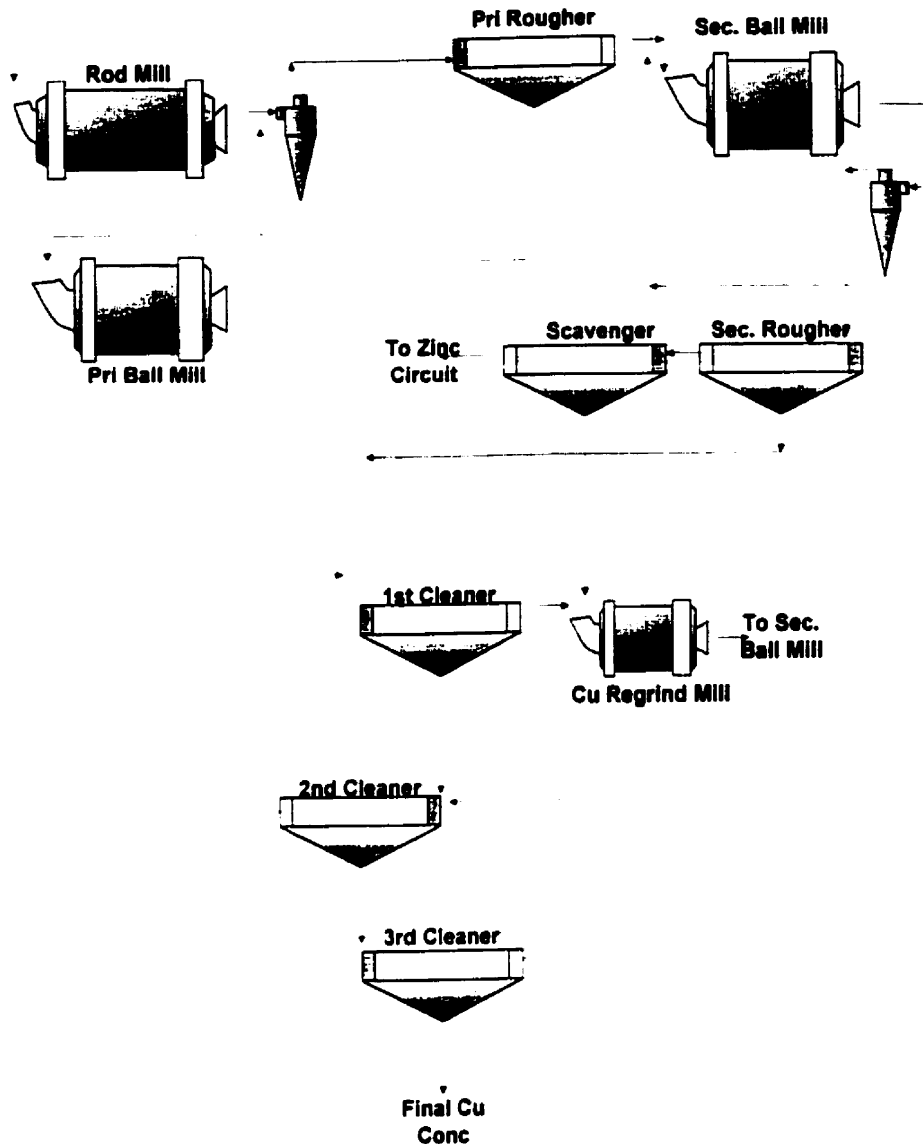 Pri Rougher
Sec. Ball Mill
Rod Mill
Pri Ball Mill
To Zinc
Circuit
Scavenger
Sec. Rougher
1st Cleaner
To Sec.
Ball Mill
Cu Regrind Mill
2nd Cleaner
3rd Cleaner
Final Cu
Conc